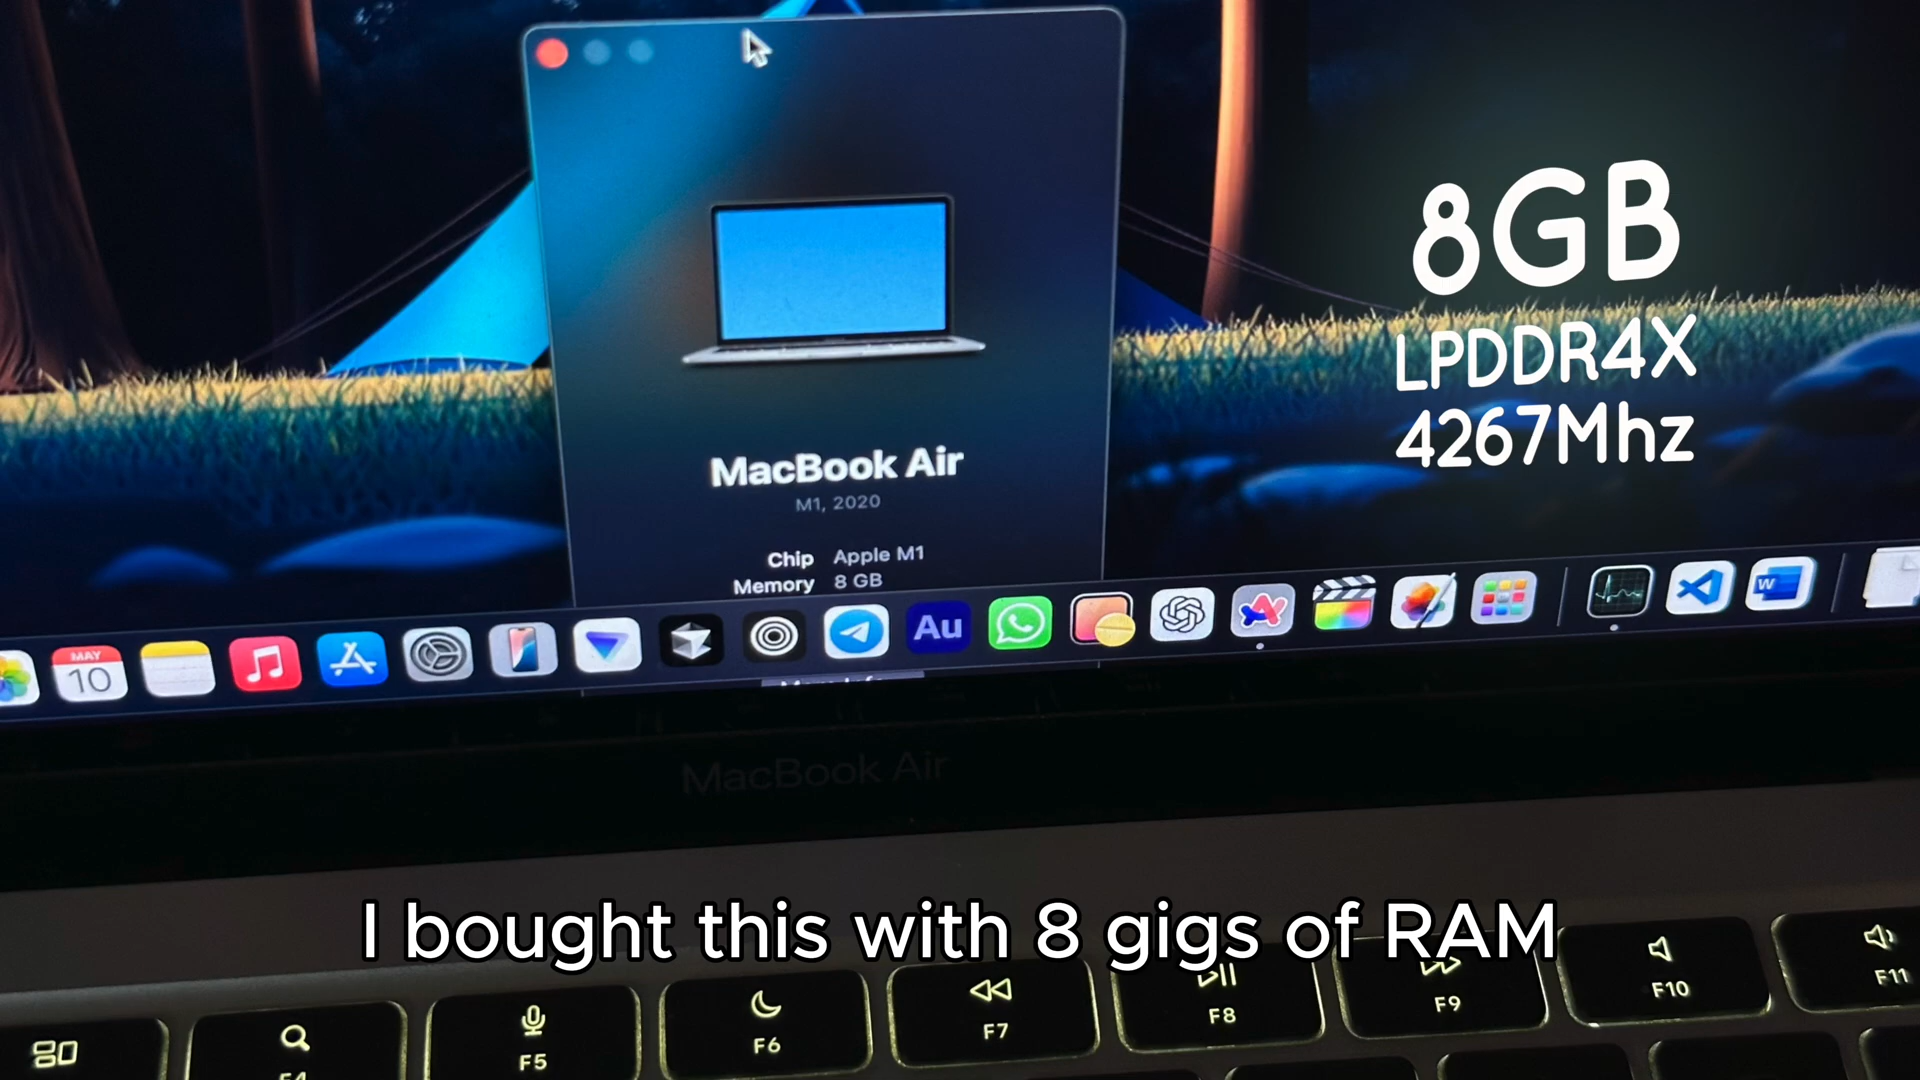 8GB
LPDDR4X
4267Mhz
MacBook Air
M1, 2020
Chip Apple M1
Memory 8 GB
MAY
10
Au
W
MacBook Air
I bought this with 8 gigs of RAM
F4
F5
F6
F7
F8
F9
F10
F11